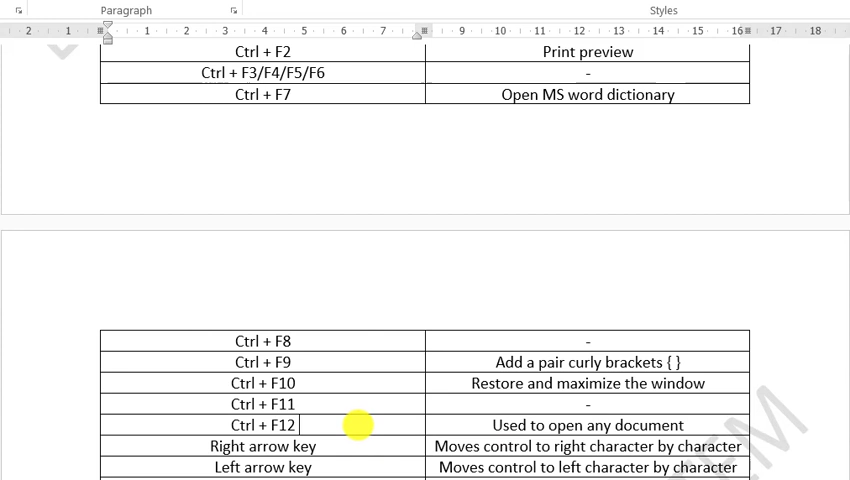 Paragraph
Styles
2 1 1 2 3 4 5 6 7 9 10 11 12 13 14 15 16 17 18
Ctrl + F2 Print preview
Ctrl + F3/F4/F5/F6 -
Ctrl + F7 Open MS word dictionary
Ctrl + F8 -
Ctrl + F9 Add a pair curly brackets { }
Ctrl + F10 Restore and maximize the window
Ctrl + F11 -
Ctrl + F12 Used to open any document
Right arrow key Moves control to right character by character
Left arrow key Moves control to left character by character